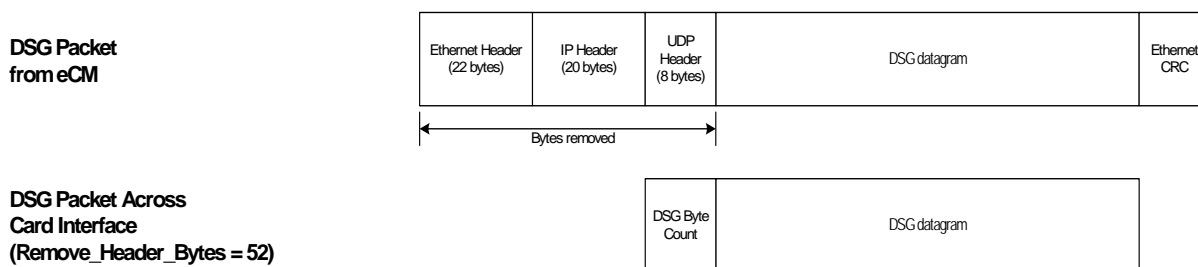 DSG Packet
from eCM
Ethernet Header
(22 bytes)
IP Header
(20 bytes)
UDP
Header
(8 bytes)
DSG datagram
Ethernet
CRC
Bytes removed
DSG Packet Across
Card Interface
(Remove_Header_Bytes = 52)
DSG Byte
Count
DSG datagram